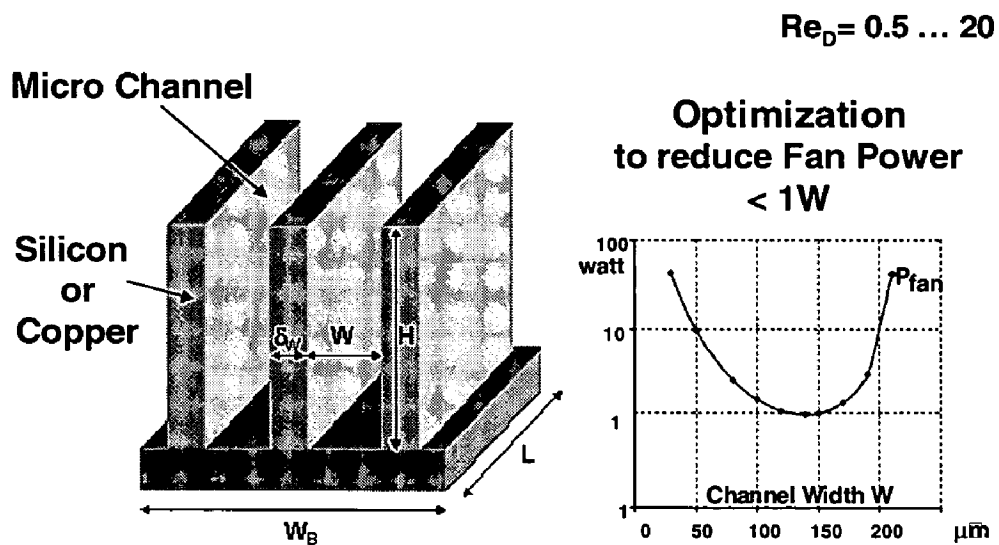 Re_D= 0.5 ... 20
Micro Channel
Optimization
to reduce Fan Power
< 1W
Silicon
or
Copper
δ_W
W
H
L
W_B
100
watt
10
1
1
P_fan
Channel Width W
0 50 100 150 200 μm